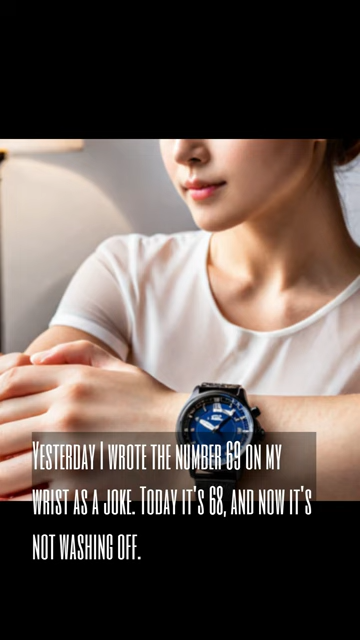 Yesterday I wrote the number 69 on my
wrist as a joke. Today it's 68, and now it's
not washing off.